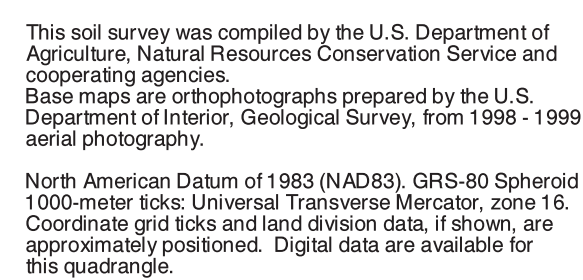 This soil survey was compiled by the U.S. Department of
Agriculture, Natural Resources Conservation Service and
cooperating agencies.
Base maps are orthophotographs prepared by the U.S.
Department of Interior, Geological Survey, from 1998 - 1999
aerial photography.
North American Datum of 1983 (NAD83). GRS-80 Spheroid
1000-meter ticks: Universal Transverse Mercator, zone 16.
Coordinate grid ticks and land division data, if shown, are
approximately positioned.  Digital data are available for
this quadrangle.